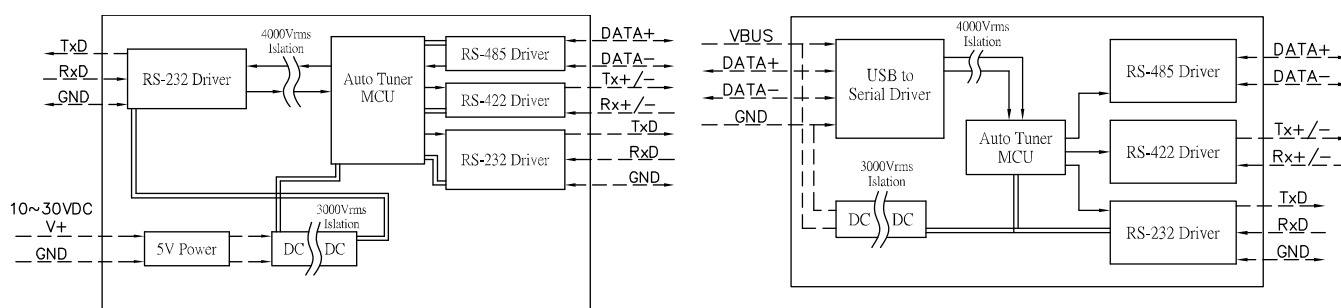 TxD
RxD
GND
RS-232 Driver
4000Vrms
Islation
Auto Tuner
MCU
RS-485 Driver
RS-422 Driver
RS-232 Driver
DATA+
DATA-
Tx+/-
Rx+/-
TxD
RxD
GND
10~30VDC
V+
GND
5V Power
DC
DC
3000Vrms
Islation
VBUS
DATA+
DATA-
GND
USB to
Serial Driver
4000Vrms
Islation
Auto Tuner
MCU
3000Vrms
Islation
DC
DC
RS-485 Driver
RS-422 Driver
RS-232 Driver
DATA+
DATA-
Tx+/-
Rx+/-
TxD
RxD
GND